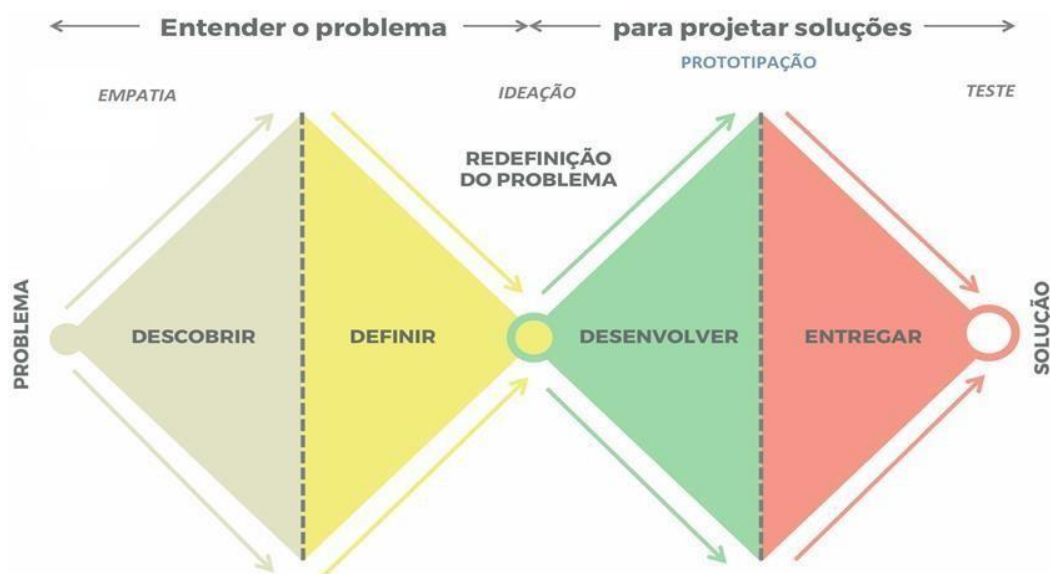 Entender o problema
para projetar soluções
PROTOTIPAÇÃO
EMPATIA
IDEAÇÃO
TESTE
REDEFINIÇÃO
DO PROBLEMA
PROBLEMA
DESCOBRIR
DEFINIR
DESENVOLVER
ENTREGAR
SOLUÇÃO